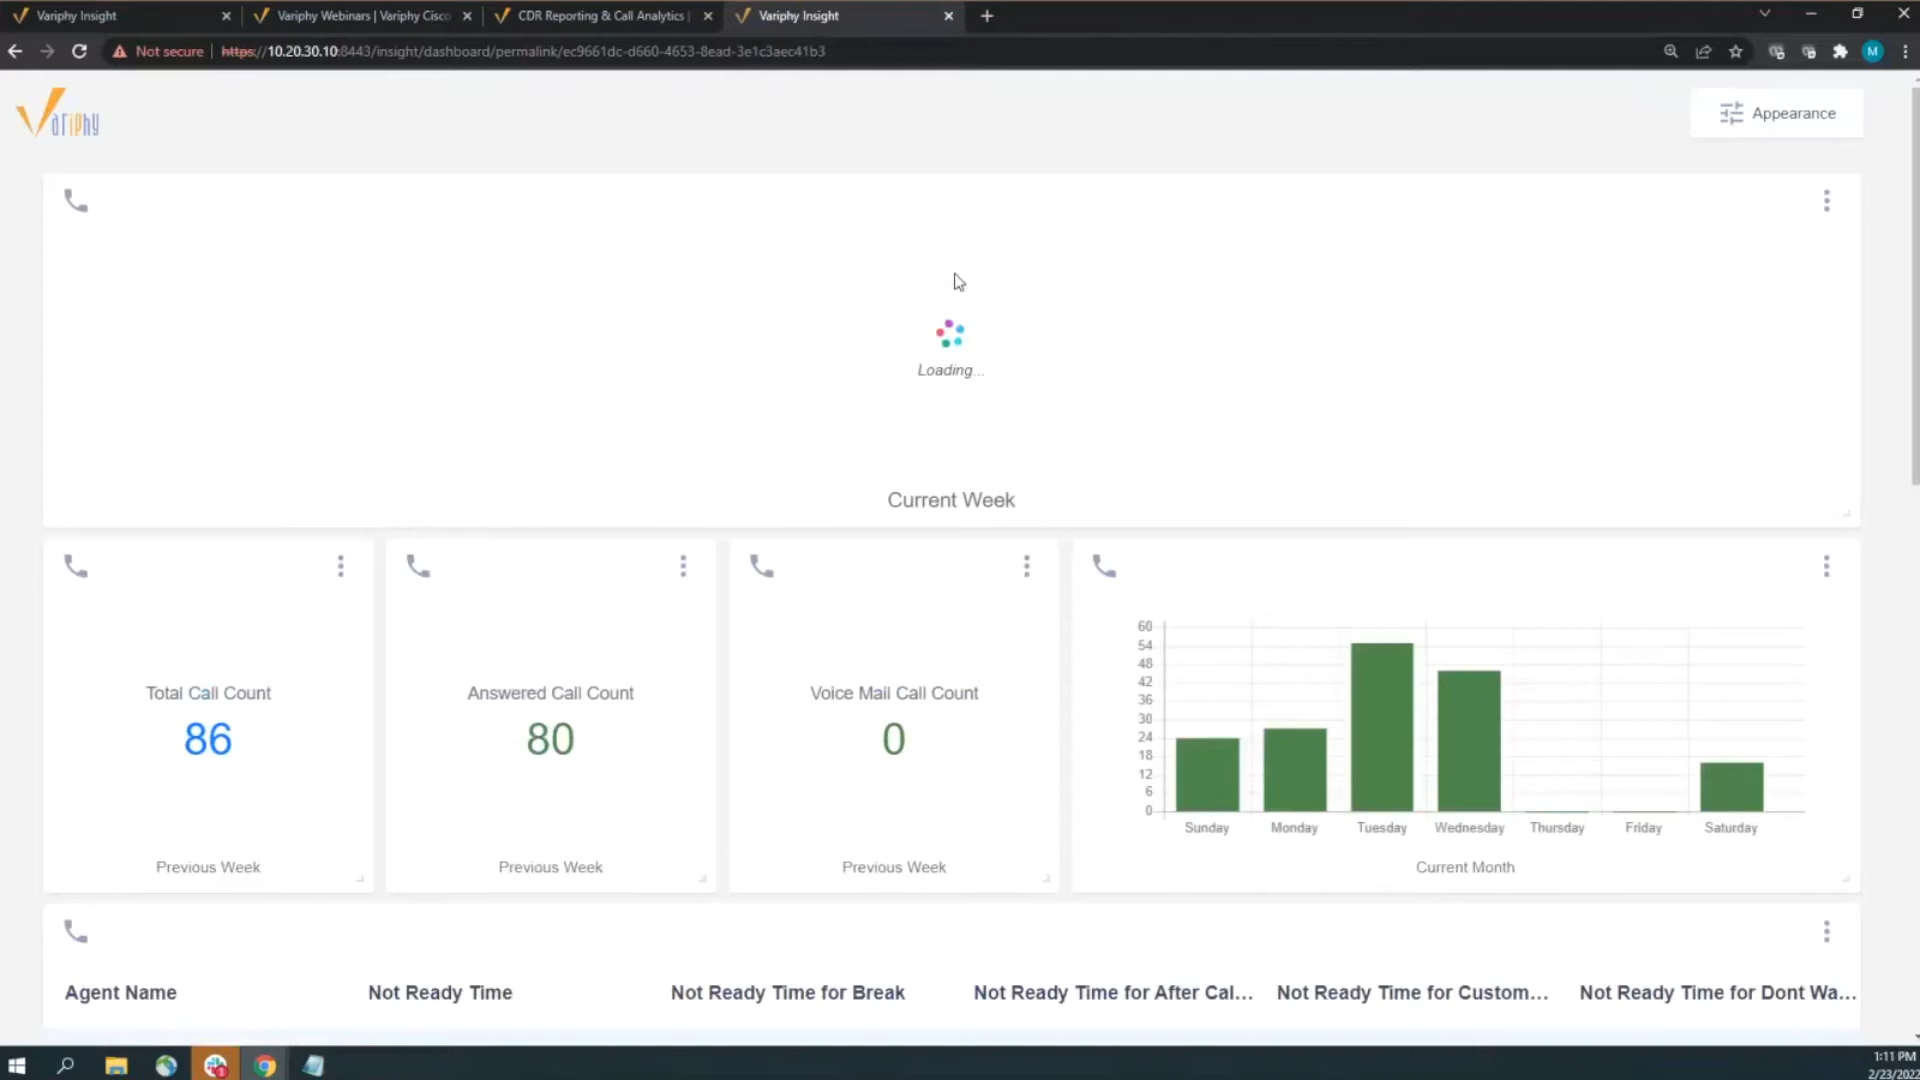 Variphy Insight
Variphy Webinars | Variphy Cisco
CDR Reporting & Call Analytics |
Variphy Insight
Not secure | https://10.20.30.10:8443/insight/dashboard/permalink/ec9661dc-d660-4653-8ead-3e1c3aec41b3
M
Variphy
Appearance
Loading...
Current Week
Total Call Count
86
Previous Week
Answered Call Count
80
Previous Week
Voice Mail Call Count
0
Previous Week
60
54
48
42
36
30
24
18
12
6
0
Sunday Monday Tuesday Wednesday Thursday Friday Saturday
Current Month
Agent Name Not Ready Time Not Ready Time for Break Not Ready Time for After Cal... Not Ready Time for Custom... Not Ready Time for Dont Wa...
1
1:11 PM
2/23/2022